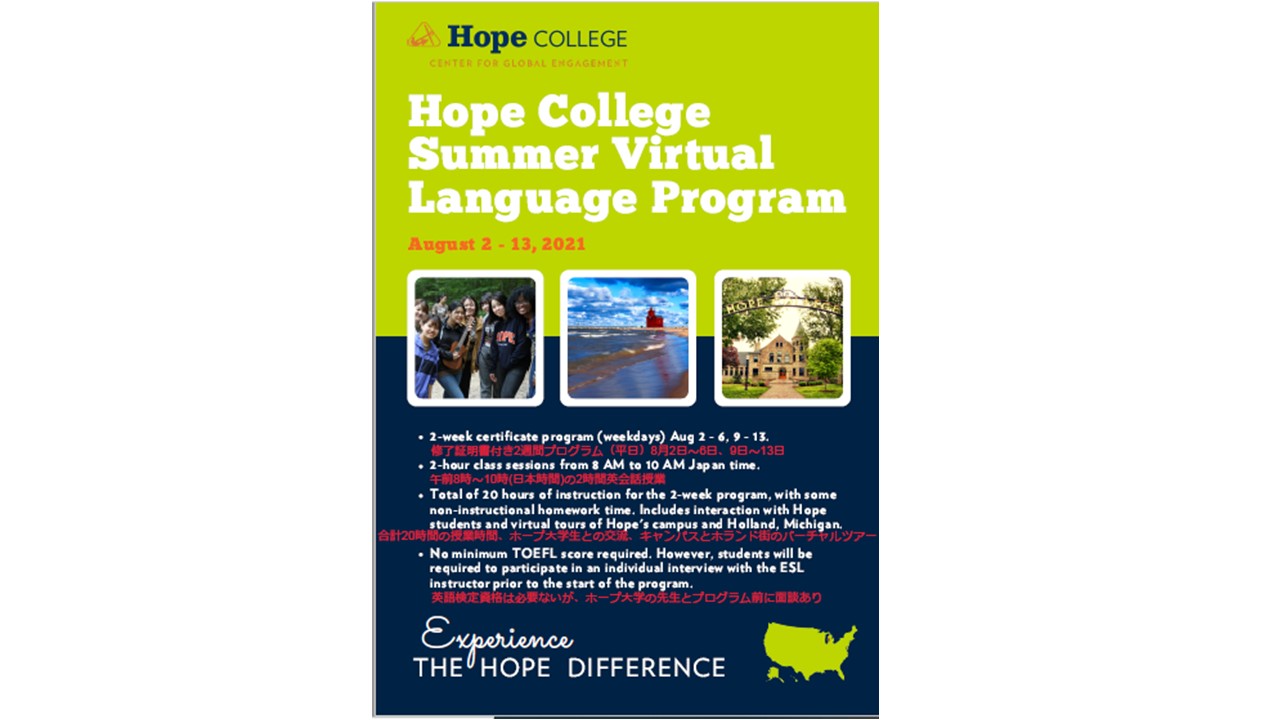 Hope COLLEGE
CENTER FOR GLOBAL ENGAGEMENT
Hope College
Summer Virtual
Language Program
August 2 - 13, 2021
HOPE COLLEGE
HOPE
• 2-week certificate program (weekdays) Aug 2 - 6, 9 - 13.
修了証明書付き2週間プログラム（平日）8月2日～6日、9日～13日
• 2-hour class sessions from 8 AM to 10 AM Japan time.
午前8時～10時(日本時間)の2時間英会話授業
• Total of 20 hours of instruction for the 2-week program, with some
non-instructional homework time. Includes interaction with Hope
students and virtual tours of Hope's campus and Holland, Michigan.
合計20時間の授業時間、ホープ大学生との交流、キャンパスとホランド街のバーチャルツアー
• No minimum TOEFL score required. However, students will be
required to participate in an individual interview with the ESL
instructor prior to the start of the program.
英語検定資格は必要ないが、ホープ大学の先生とプログラム前に面談あり
Experience
THE HOPE DIFFERENCE